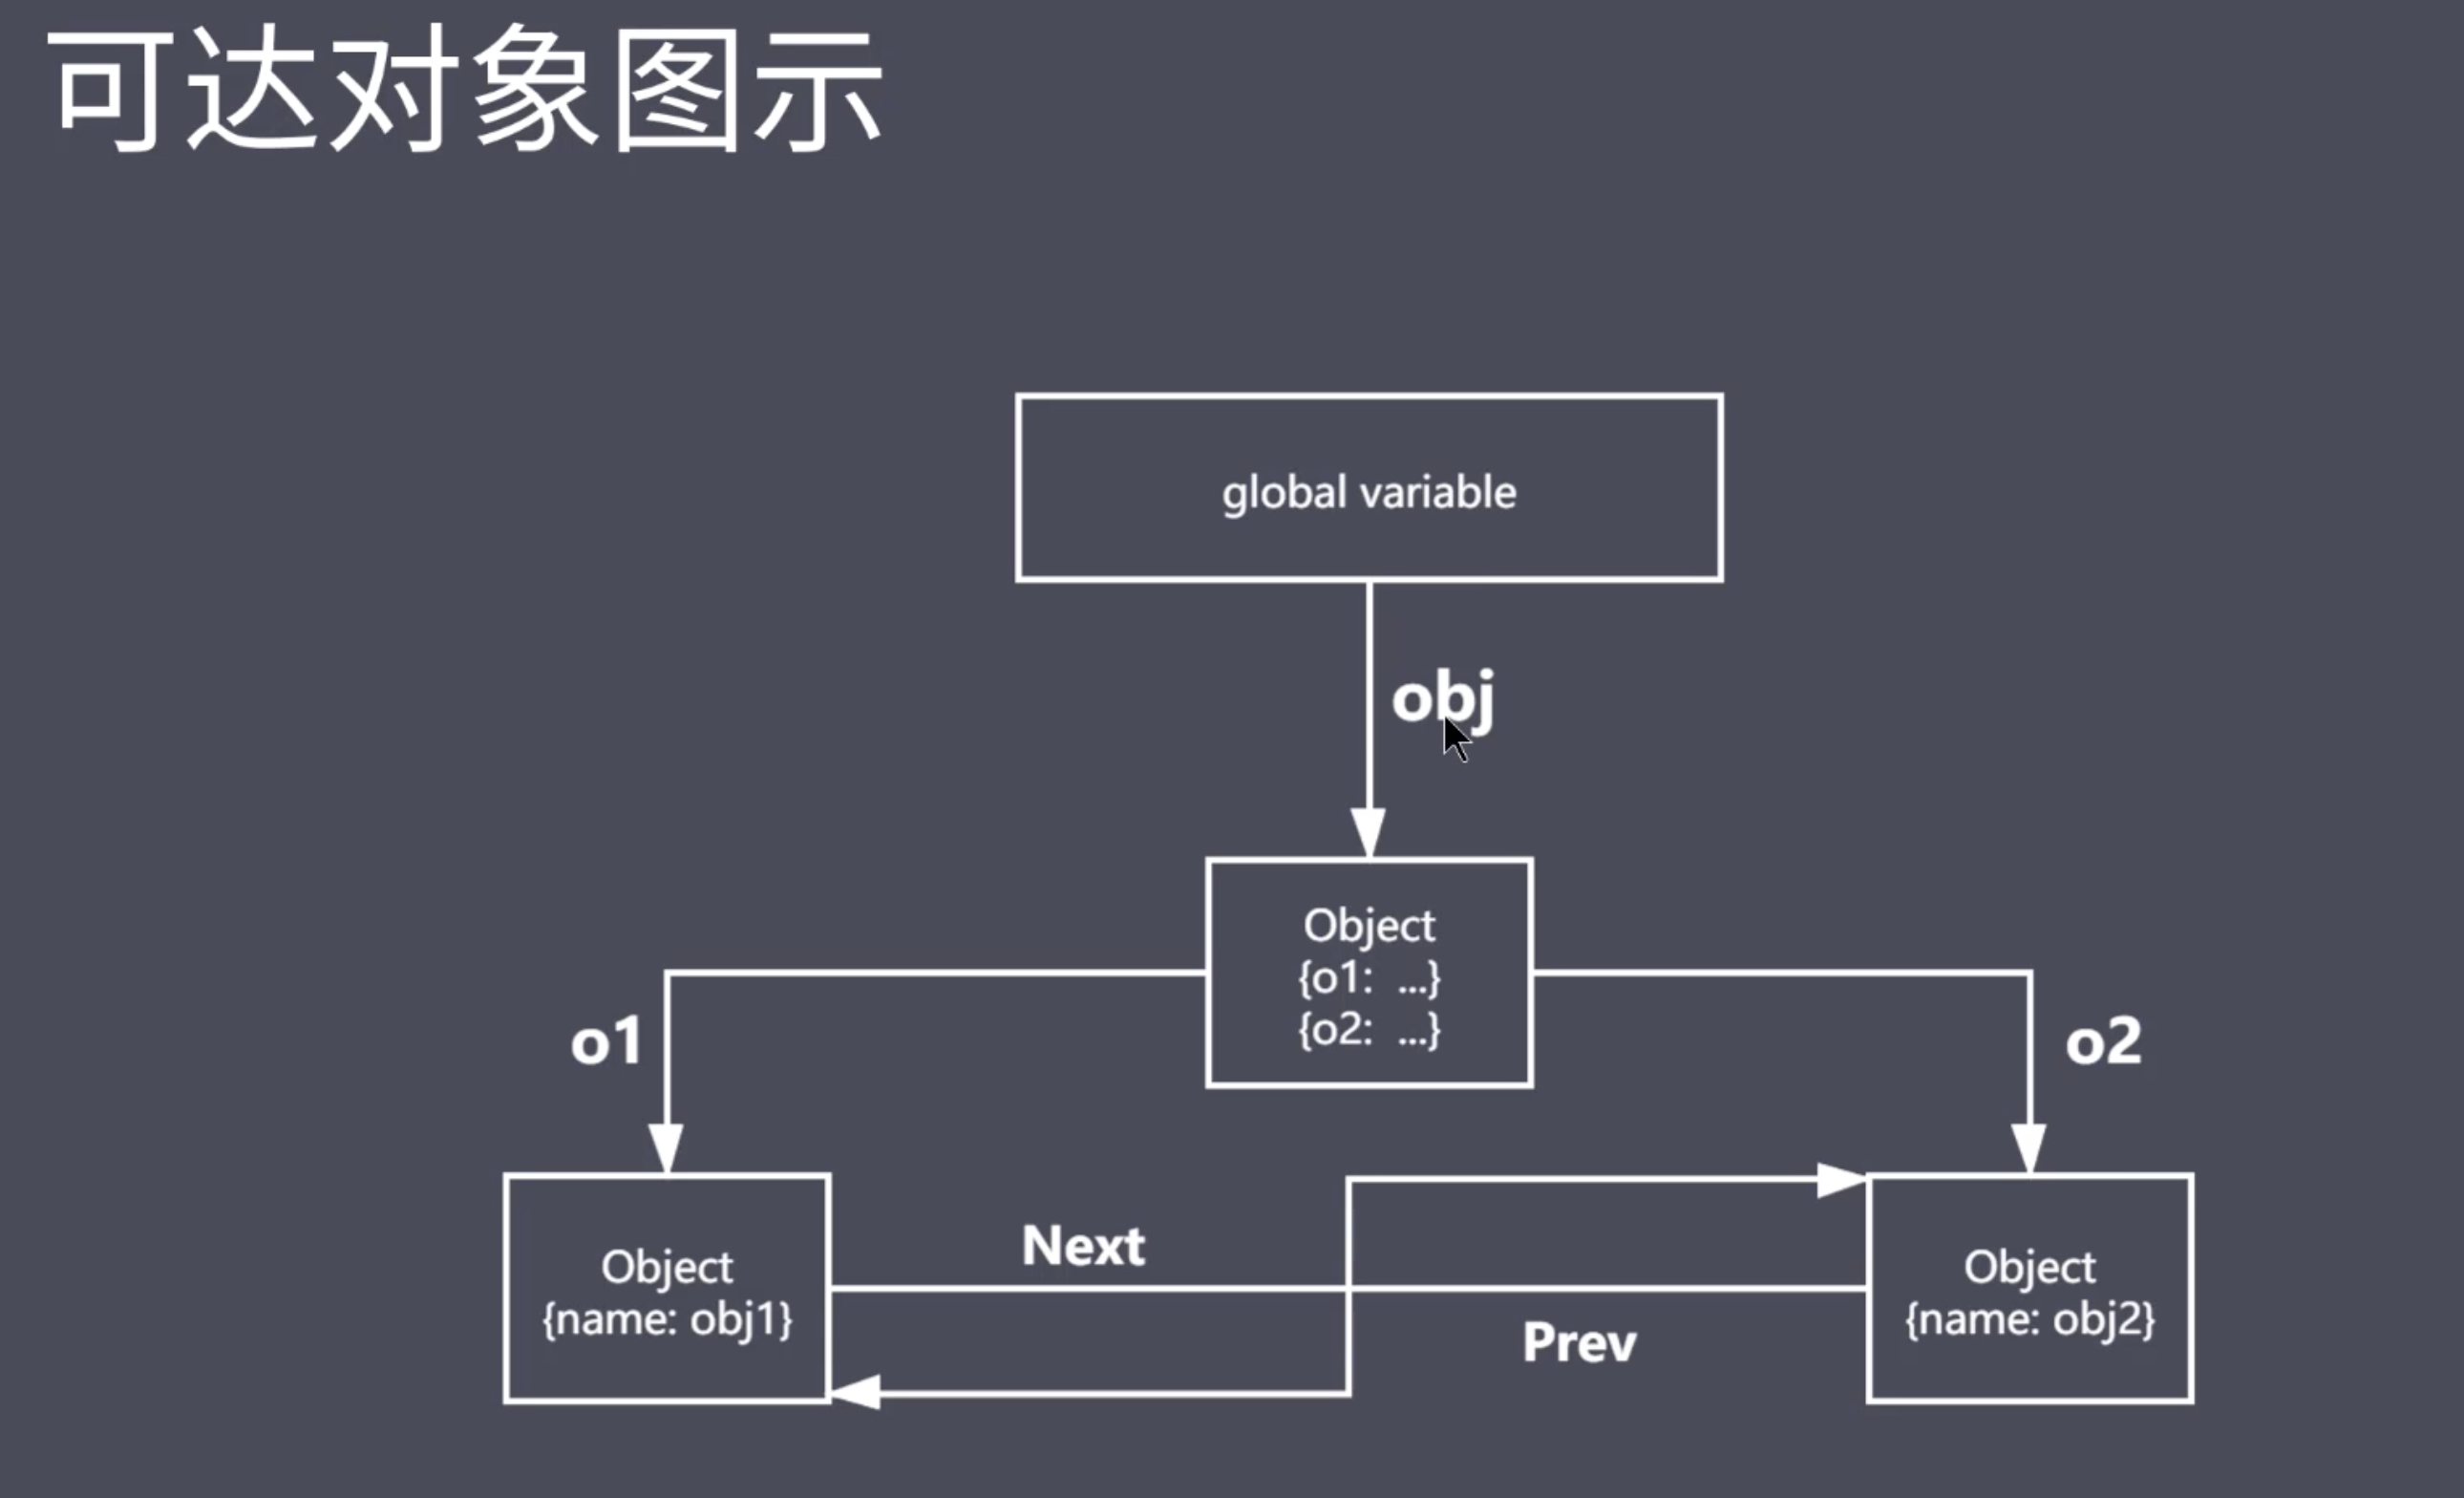 可达对象图示
global variable
obj
Object
{o1:  ...}
{o2:  ...}
o1
o2
Object
{name: obj1}
Next
Prev
Object
{name: obj2}